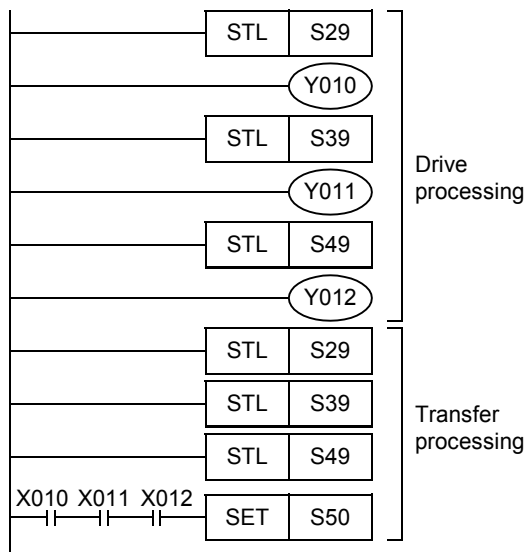 STL S29
Y010
STL S39
Y011
STL S49
Y012
Drive
processing
STL S29
STL S39
STL S49
X010 X011 X012
SET S50
Transfer
processing